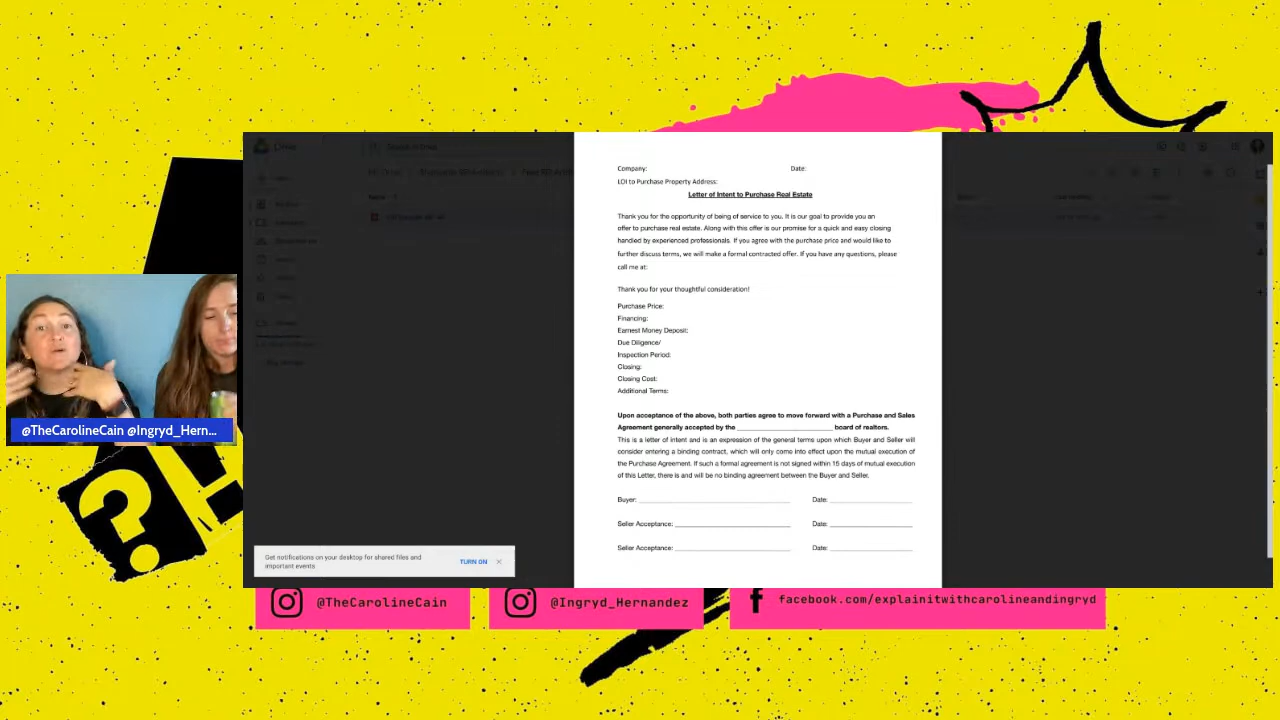 Drive
Company: Date:
LOI to Purchase Property Address:
Letter of Intent to Purchase Real Estate
Thank you for the opportunity of being of service to you. It is our goal to provide you an
offer to purchase real estate. Along with this offer is our promise for a quick and easy closing
handled by experienced professionals. If you agree with the purchase price and would like to
further discuss terms, we will make a formal contracted offer. If you have any questions, please
call me at:
Thank you for your thoughtful consideration!
Purchase Price:
Financing:
Earnest Money Deposit:
Due Diligence/
Inspection Period:
Closing:
Closing Cost:
Additional Terms:
Upon acceptance of the above, both parties agree to move forward with a Purchase and Sales
Agreement generally accepted by the ______________________ board of realtors.
This is a letter of intent and is an expression of the general terms upon which Buyer and Seller will
consider entering a binding contract, which will only come into effect upon the mutual execution of
the Purchase Agreement. If such a formal agreement is not signed within 15 days of mutual execution
of this Letter, there is and will be no binding agreement between the Buyer and Seller.
Buyer: ______________________ Date: ____________
Seller Acceptance: ______________________ Date: ____________
Seller Acceptance: ______________________ Date: ____________
@TheCarolineCain @Ingryd_Hern...
Get notifications on your desktop for shared files and
important events
TURN ON
@TheCarolineCain
@Ingryd_Hernandez
facebook.com/explainitwithcarolineandingryd